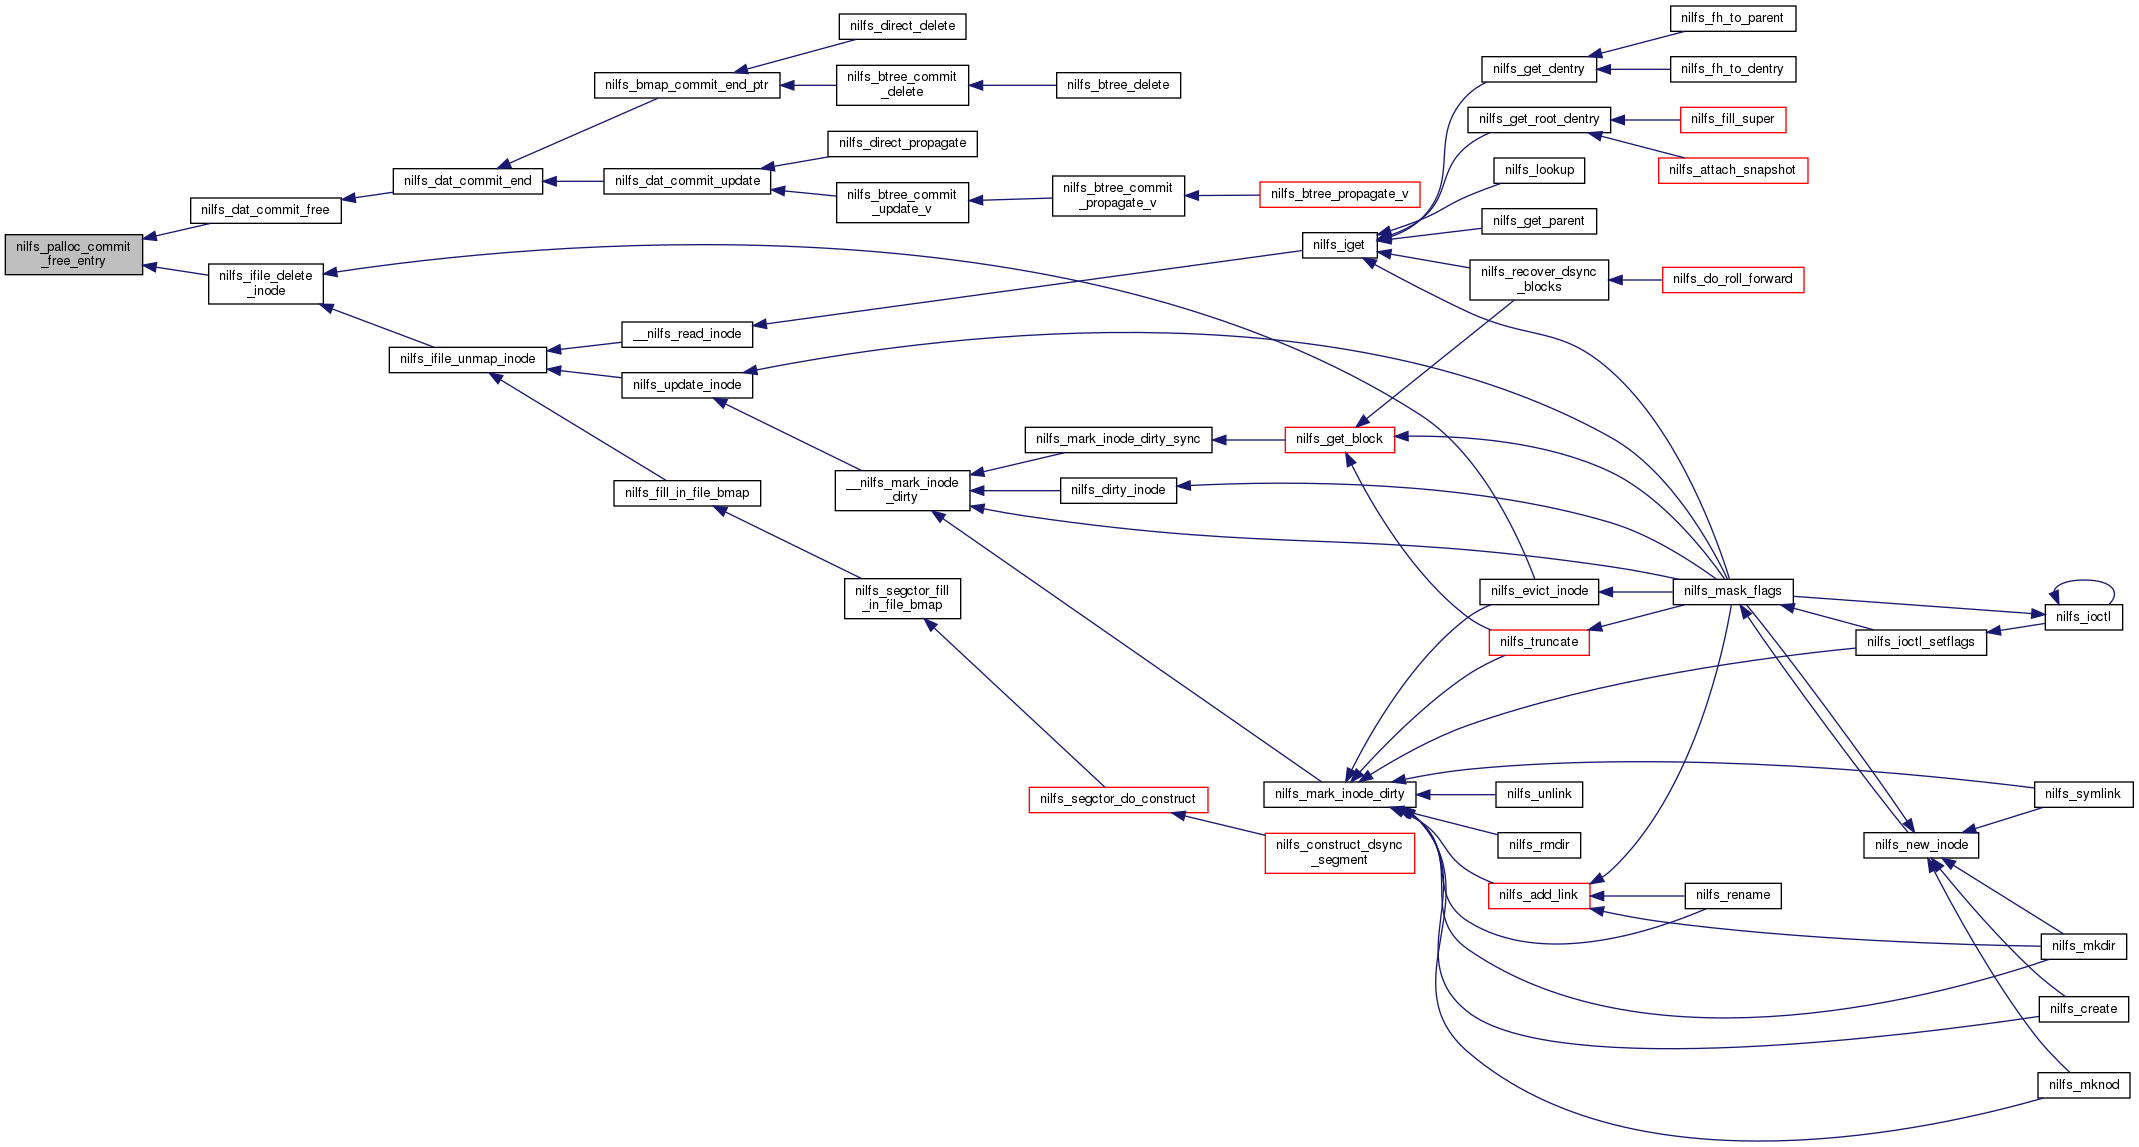 nilfs_palloc_commit
_free_entry
nilfs_dat_commit_free
nilfs_ifile_delete
_inode
nilfs_dat_commit_end
nilfs_ifile_unmap_inode
nilfs_bmap_commit_end_ptr
nilfs_dat_commit_update
__nilfs_read_inode
nilfs_update_inode
nilfs_fill_in_file_bmap
nilfs_direct_delete
nilfs_btree_commit
_delete
nilfs_direct_propagate
nilfs_btree_commit
_update_v
__nilfs_mark_inode
_dirty
nilfs_segctor_fill
_in_file_bmap
nilfs_btree_delete
nilfs_btree_commit
_propagate_v
nilfs_mark_inode_dirty_sync
nilfs_dirty_inode
nilfs_segctor_do_construct
nilfs_btree_propagate_v
nilfs_iget
nilfs_get_block
nilfs_mark_inode_dirty
nilfs_construct_dsync
_segment
nilfs_get_dentry
nilfs_get_root_dentry
nilfs_lookup
nilfs_get_parent
nilfs_recover_dsync
_blocks
nilfs_evict_inode
nilfs_truncate
nilfs_unlink
nilfs_rmdir
nilfs_add_link
nilfs_fh_to_parent
nilfs_fh_to_dentry
nilfs_fill_super
nilfs_attach_snapshot
nilfs_do_roll_forward
nilfs_mask_flags
nilfs_rename
nilfs_ioctl_setflags
nilfs_new_inode
nilfs_ioctl
nilfs_symlink
nilfs_mkdir
nilfs_create
nilfs_mknod